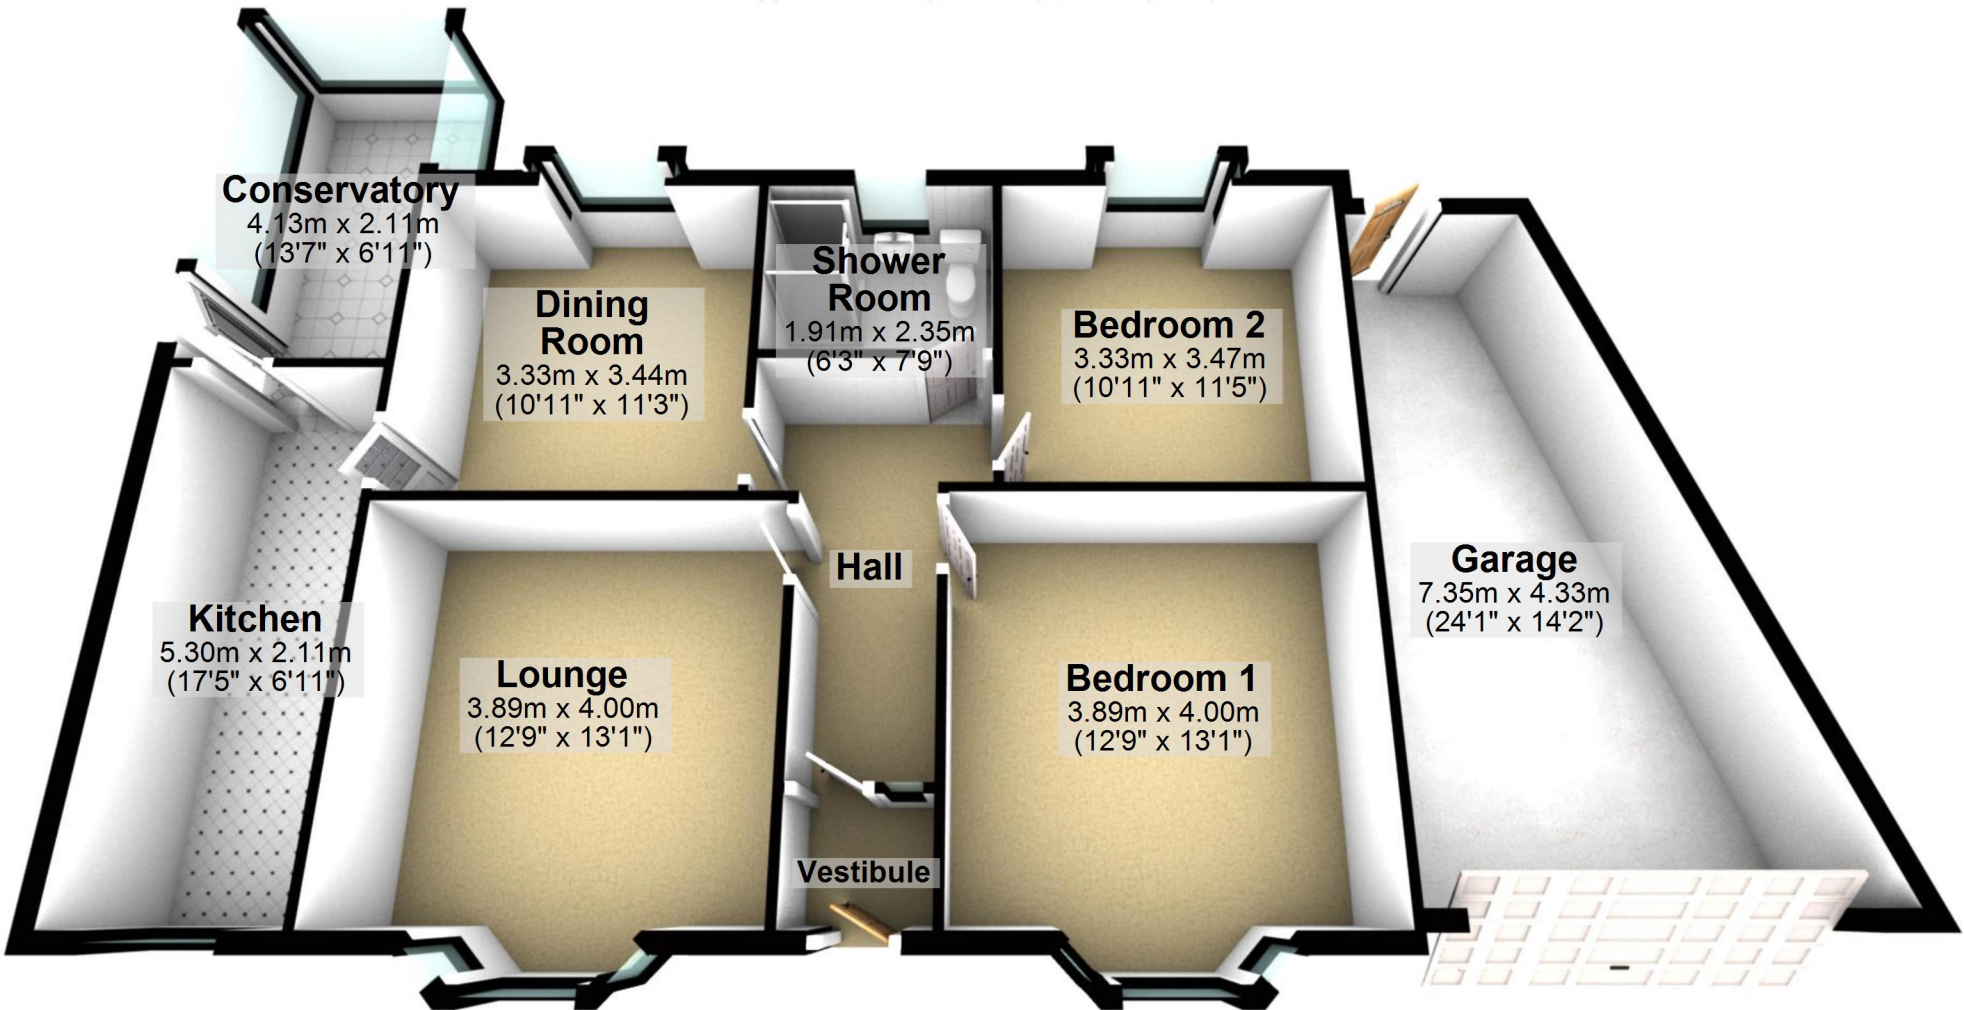 Conservatory
4.13m x 2.11m
(13'7" x 6'11")
Dining
Room
3.33m x 3.44m
(10'11" x 11'3")
Shower
Room
1.91m x 2.35m
(6'3" x 7'9")
Bedroom 2
3.33m x 3.47m
(10'11" x 11'5")
Kitchen
5.30m x 2.11m
(17'5" x 6'11")
Lounge
3.89m x 4.00m
(12'9" x 13'1")
Hall
Bedroom 1
3.89m x 4.00m
(12'9" x 13'1")
Garage
7.35m x 4.33m
(24'1" x 14'2")
Vestibule